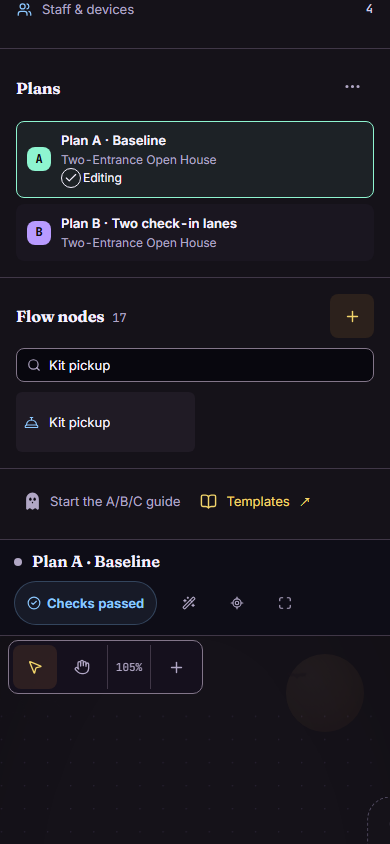 Staff & devices 4
Plans
A Plan A · Baseline
Two-Entrance Open House
Editing
B Plan B · Two check-in lanes
Two-Entrance Open House
Flow nodes 17
Kit pickup
Kit pickup
Start the A/B/C guide Templates ↗
Plan A · Baseline
Checks passed
105%